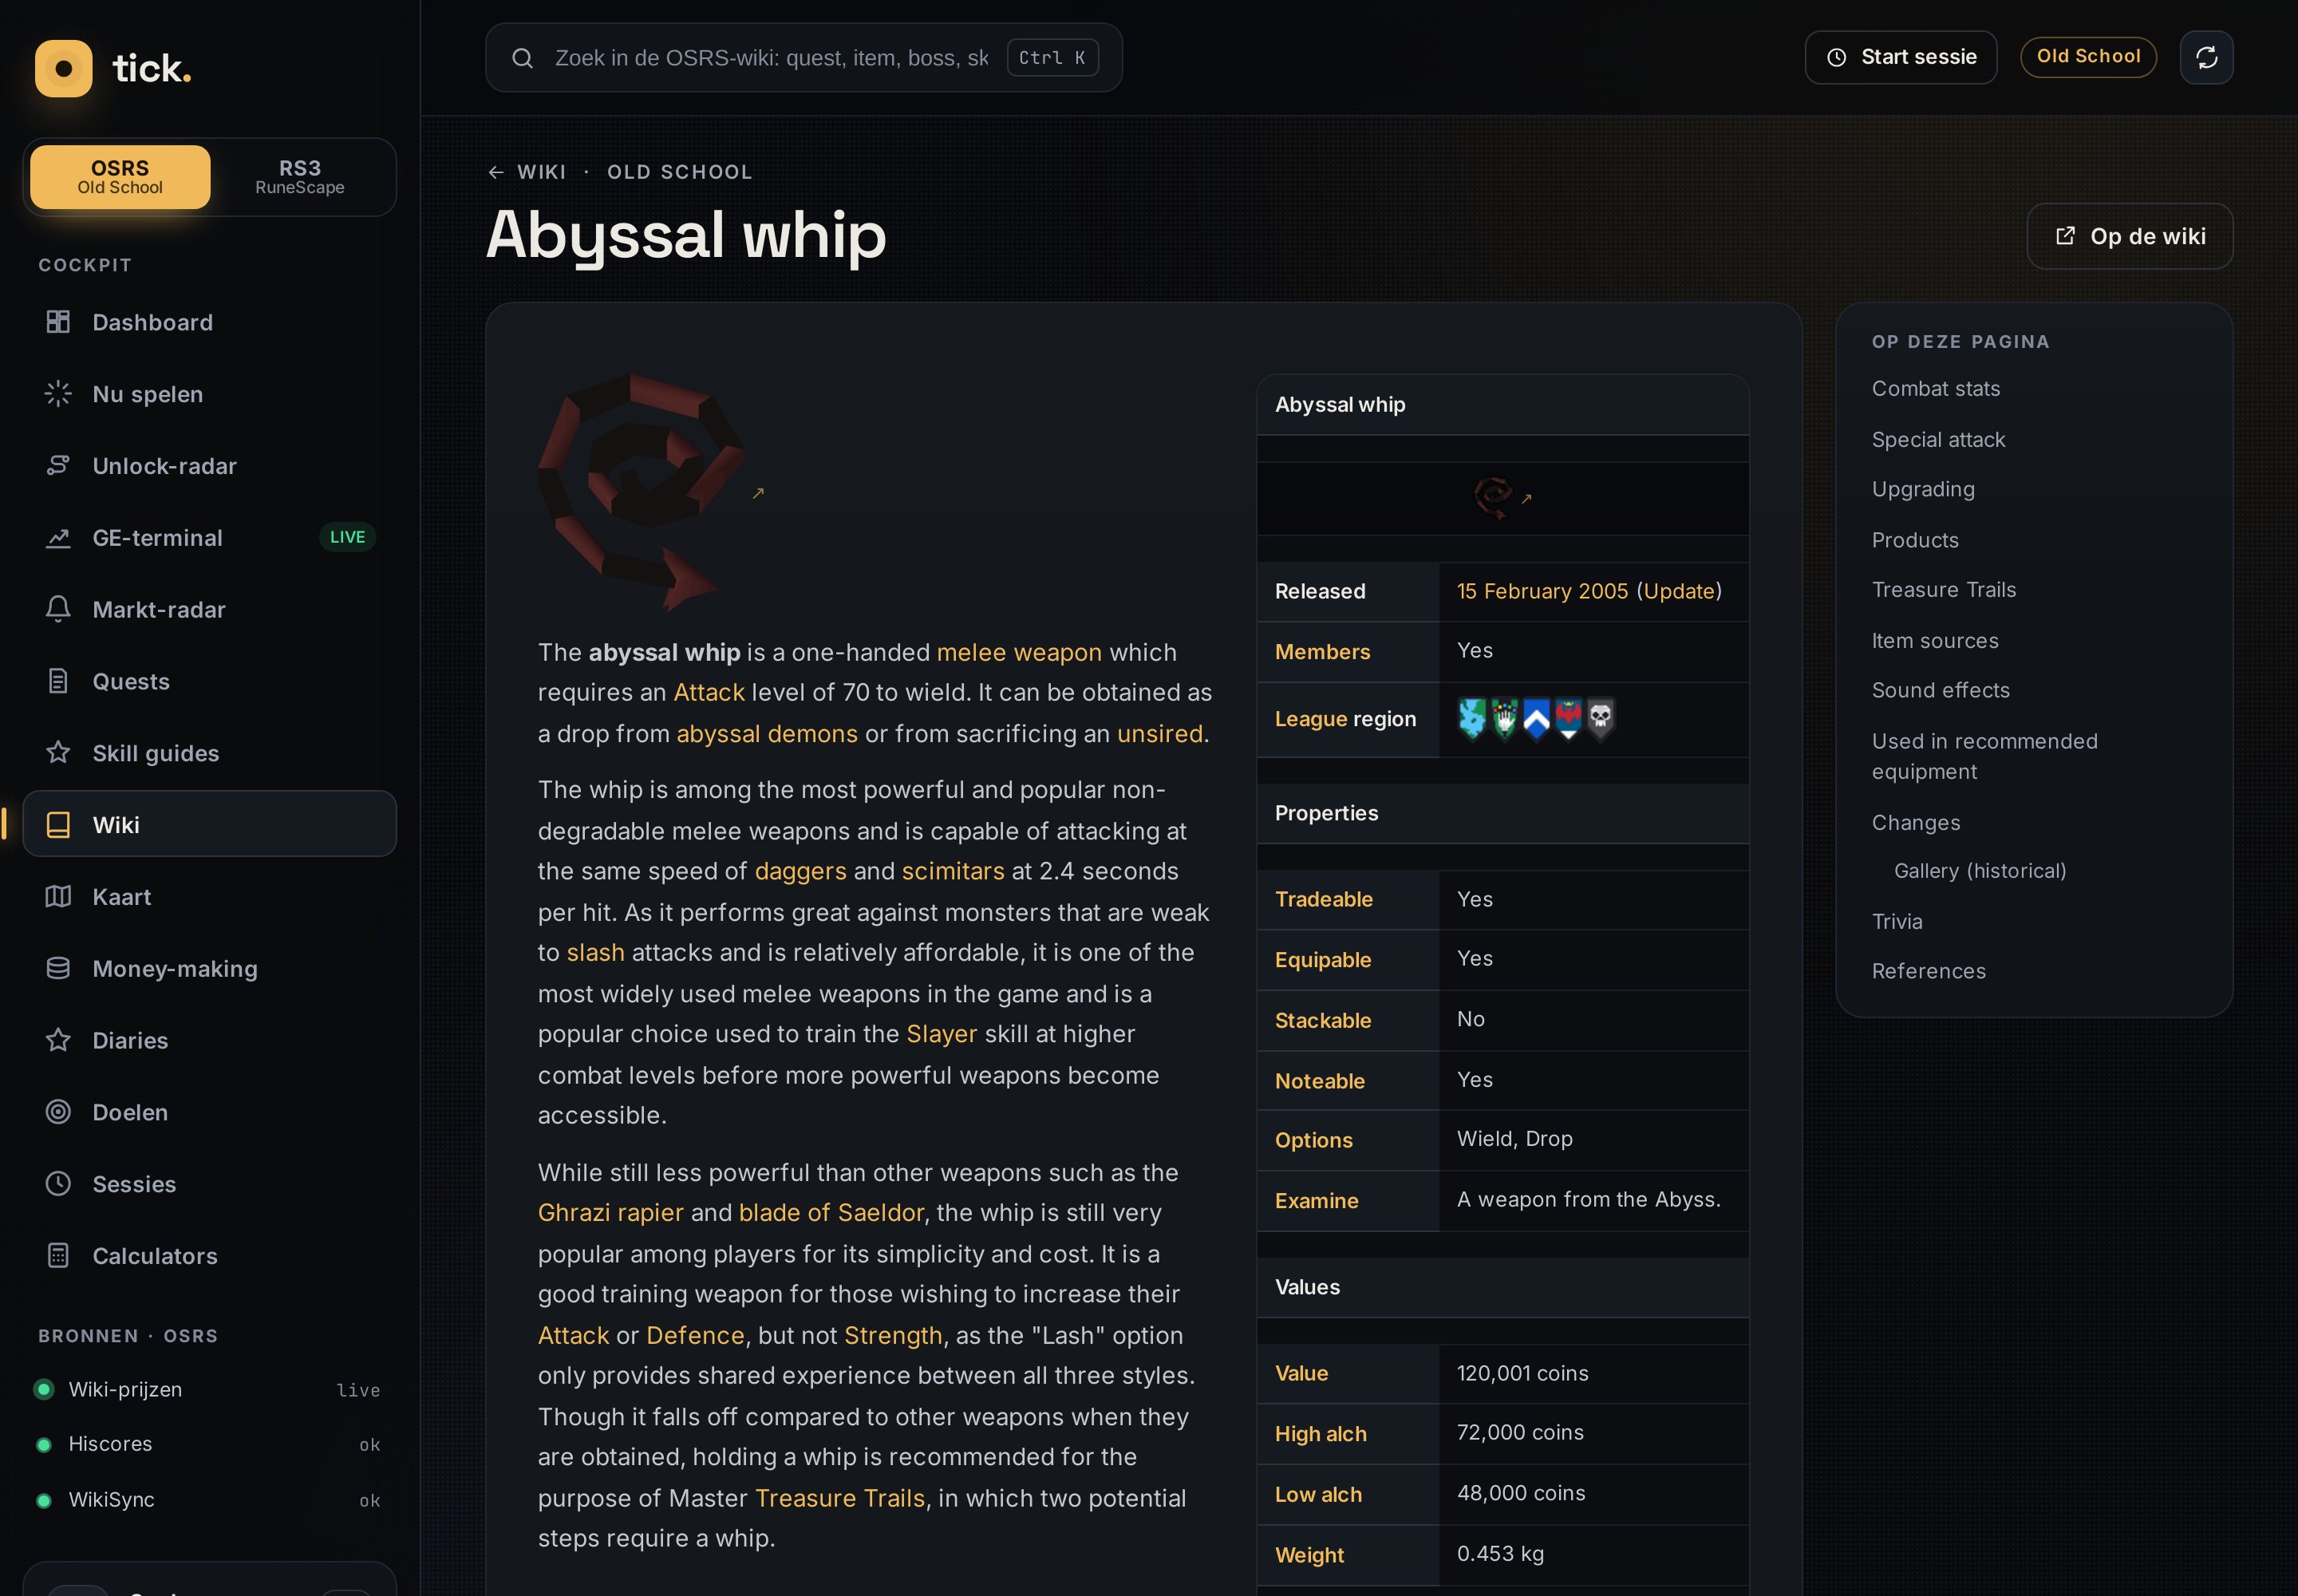 tick.
Zoek in de OSRS-wiki: quest, item, boss, sk
Ctrl K
Start sessie
Old School
OSRS
Old School
RS3
RuneScape
COCKPIT
Dashboard
Nu spelen
Unlock-radar
GE-terminal
LIVE
Markt-radar
Quests
Skill guides
Wiki
Kaart
Money-making
Diaries
Doelen
Sessies
Calculators
BRONNEN · OSRS
Wiki-prijzen live
Hiscores ok
WikiSync ok
← WIKI · OLD SCHOOL
Abyssal whip
Op de wiki
The abyssal whip is a one-handed melee weapon which
requires an Attack level of 70 to wield. It can be obtained as
a drop from abyssal demons or from sacrificing an unsired.
The whip is among the most powerful and popular non-
degradable melee weapons and is capable of attacking at
the same speed of daggers and scimitars at 2.4 seconds
per hit. As it performs great against monsters that are weak
to slash attacks and is relatively affordable, it is one of the
most widely used melee weapons in the game and is a
popular choice used to train the Slayer skill at higher
combat levels before more powerful weapons become
accessible.
While still less powerful than other weapons such as the
Ghrazi rapier and blade of Saeldor, the whip is still very
popular among players for its simplicity and cost. It is a
good training weapon for those wishing to increase their
Attack or Defence, but not Strength, as the "Lash" option
only provides shared experience between all three styles.
Though it falls off compared to other weapons when they
are obtained, holding a whip is recommended for the
purpose of Master Treasure Trails, in which two potential
steps require a whip.
Abyssal whip
Released 15 February 2005 (Update)
Members Yes
League region
Properties
Tradeable Yes
Equipable Yes
Stackable No
Noteable Yes
Options Wield, Drop
Examine A weapon from the Abyss.
Values
Value 120,001 coins
High alch 72,000 coins
Low alch 48,000 coins
Weight 0.453 kg
OP DEZE PAGINA
Combat stats
Special attack
Upgrading
Products
Treasure Trails
Item sources
Sound effects
Used in recommended
equipment
Changes
Gallery (historical)
Trivia
References